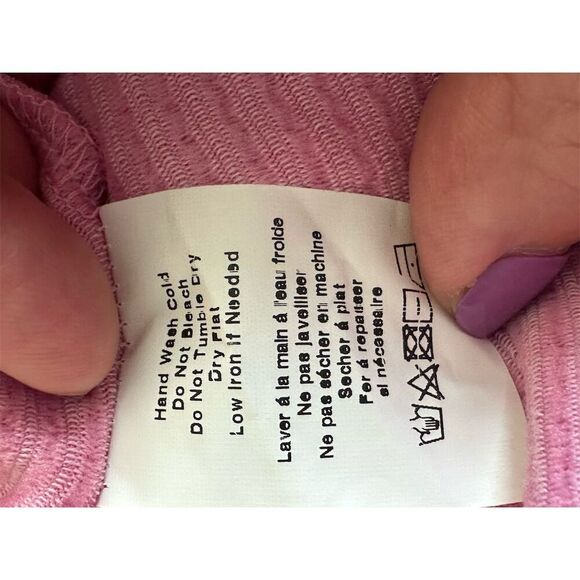 Hand Wash Cold
Do Not Bleach
Do Not Tumble Dry
Dry Flat
Low Iron if Needed
Laver á la main á l'eau froide
Ne pas javelliser
Ne pas sécher en machine
Secher á plat
Fer á repasser
si nécessaire